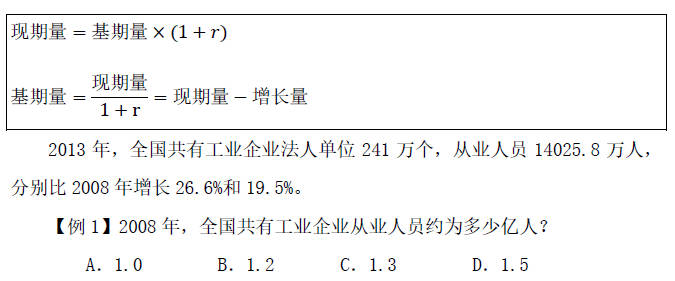 现期量＝基期量×(1＋r)
基期量＝现期量/1＋r＝现期量－增长量
2013 年，全国共有工业企业法人单位 241 万个，从业人员 14025.8 万人，
分别比 2008 年增长 26.6%和 19.5%。
【例 1】2008 年，全国共有工业企业从业人员约为多少亿人？
A．1.0 B．1.2 C．1.3 D．1.5